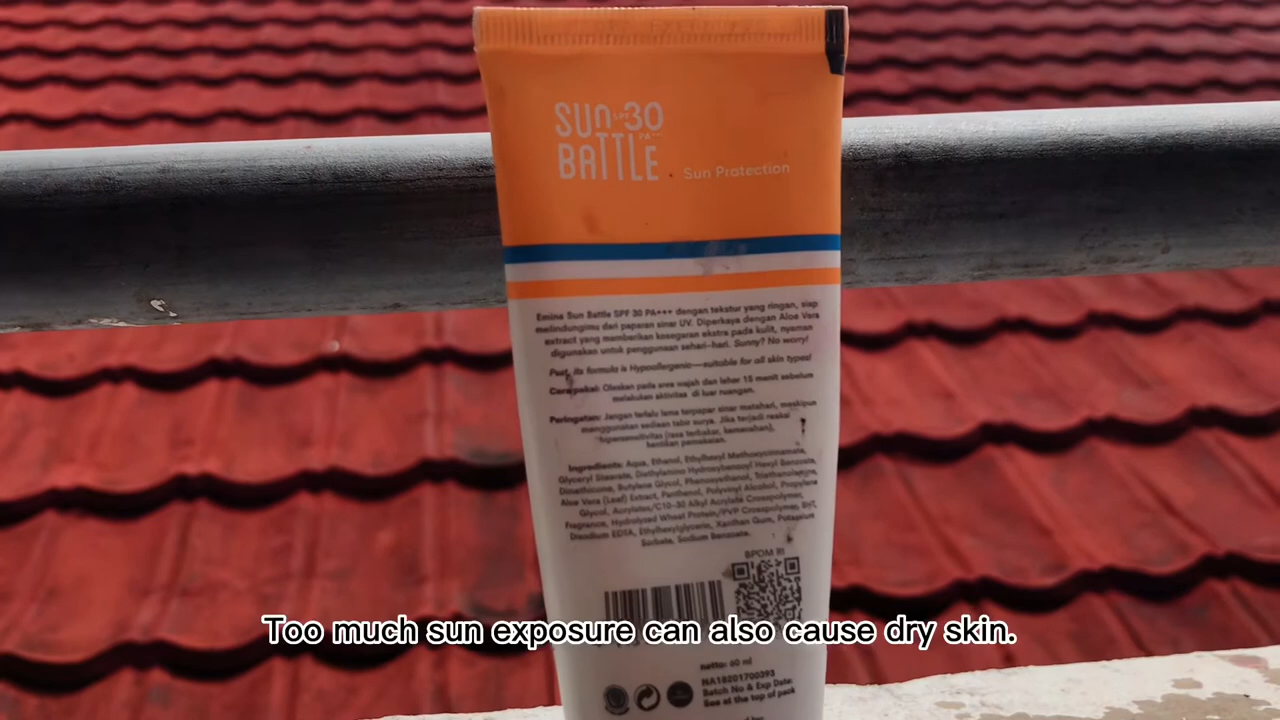 SUN SPF 30
PA+++
BATTLE
Sun Protection
Emina Sun Battle SPF 30 PA+++ dengan tekstur yang ringan, siap
melindungimu dari paparan sinar UV. Diperkaya dengan Aloe Vera
extract yang memberikan kesegaran ekstra pada kulit, nyaman
digunakan untuk penggunaan sehari-hari. Sunny? No worry!
Psst, its formula is Hypoallergenic—suitable for all skin types!
Cara pakai: Oleskan pada area wajah dan leher 15 menit sebelum
melakukan aktivitas di luar ruangan.
Peringatan: Jangan terlalu lama terpapar sinar matahari, meskipun
menggunakan sediaan tabir surya. Jika terjadi reaksi
hipersensitivitas (rasa terbakar, kemerahan),
hentikan pemakaian.
Ingredients: Aqua, Ethanol, Ethylhexyl Methoxycinnamate,
Glyceryl Stearate, Diethylamino Hydroxybenzoyl Hexyl Benzoate,
Dimethicone, Butylene Glycol, Phenoxyethanol, Triethanolamine,
Aloe Vera (Leaf) Extract, Panthenol, Polyvinyl Alcohol, Propylene
Glycol, Acrylates/C10-30 Alkyl Acrylate Crosspolymer,
Fragrance, Hydrolyzed Wheat Protein/PVP Crosspolymer, BHT,
Disodium EDTA, Ethylhexylglycerin, Xanthan Gum, Potassium
Sorbate, Sodium Benzoate.
BPOM RI
Too much sun exposure can also cause dry skin.
netto: 60 ml
NA18201700393
Batch No & Exp Date:
See at the top of pack